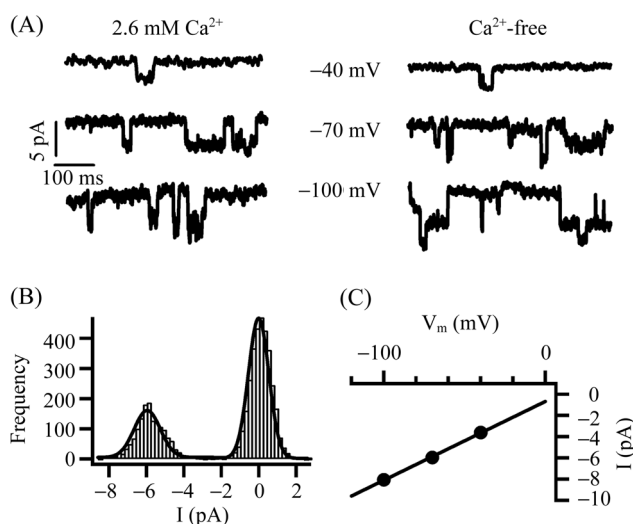 (A) 2.6 mM Ca²⁺ Ca²⁺-free
−40 mV
−70 mV
5 pA
100 ms
−100 mV
(B)
Frequency
400
300
200
100
0
−8 −6 −4 −2 0 2
I (pA)
(C)
Vₘ (mV)
−100 0
0
−2
−4
−6
−8
−10
I (pA)